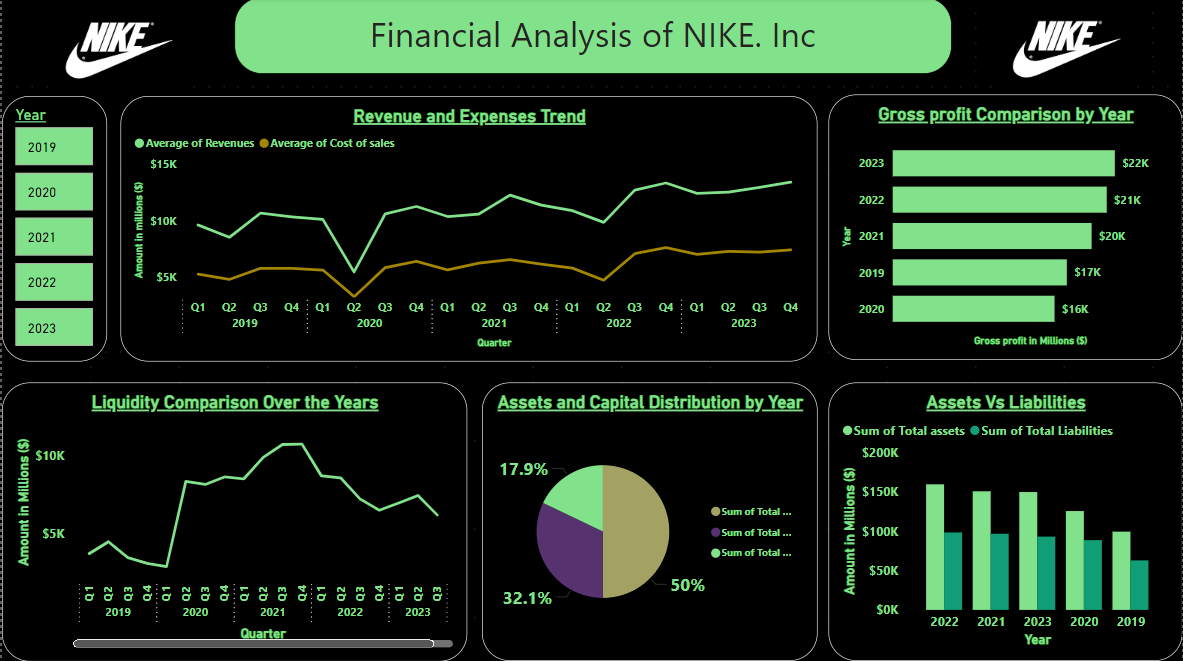 NIKE
Financial Analysis of NIKE. Inc
NIKE
Year
2019
2020
2021
2022
2023
Revenue and Expenses Trend
Average of Revenues Average of Cost of sales
Amount in millions ($)
$15K
$10K
$5K
Q1 Q2 Q3 Q4 Q1 Q2 Q3 Q4 Q1 Q2 Q3 Q4 Q1 Q2 Q3 Q4 Q1 Q2 Q3 Q4
2019 2020 2021 2022 2023
Quarter
Gross profit Comparison by Year
Year
2023 $22K
2022 $21K
2021 $20K
2019 $17K
2020 $16K
Gross profit in Millions ($)
Liquidity Comparison Over the Years
Amount in Millions ($)
$10K
$5K
Q1 Q2 Q3 Q4 Q1 Q2 Q3 Q4 Q1 Q2 Q3 Q4 Q1 Q2 Q3 Q4 Q1 Q2 Q3
2019 2020 2021 2022 2023
Quarter
Assets and Capital Distribution by Year
17.9%
32.1%
50%
Sum of Total ...
Sum of Total ...
Sum of Total ...
Assets Vs Liabilities
Sum of Total assets Sum of Total Liabilities
Amount in Millions ($)
$200K
$150K
$100K
$50K
$0K
2022 2021 2023 2020 2019
Year